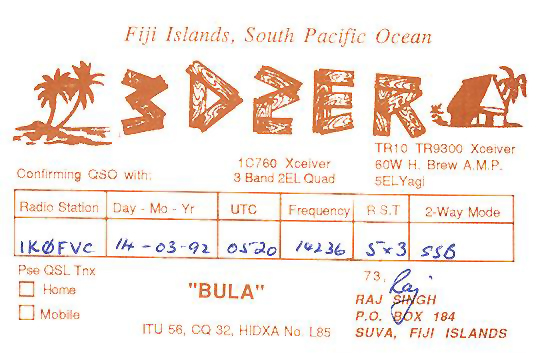 Fiji Islands, South Pacific Ocean
3D2ER
TR10 TR9300 Xceiver
1C760 Xceiver 60W H. Brew A.M.P.
Confirming QSO with: 3 Band 2EL Quad 5ELYagi
Radio Station Day - Mo - Yr UTC Frequency R.S.T 2-Way Mode
IKØFVC 14-03-92 0520 14236 5x3 SSB
Pse QSL Tnx 73, Raj
Home "BULA" RAJ SINGH
Mobile P.O. BOX 184
ITU 56, CQ 32, HIDXA No. L85 SUVA, FIJI ISLANDS